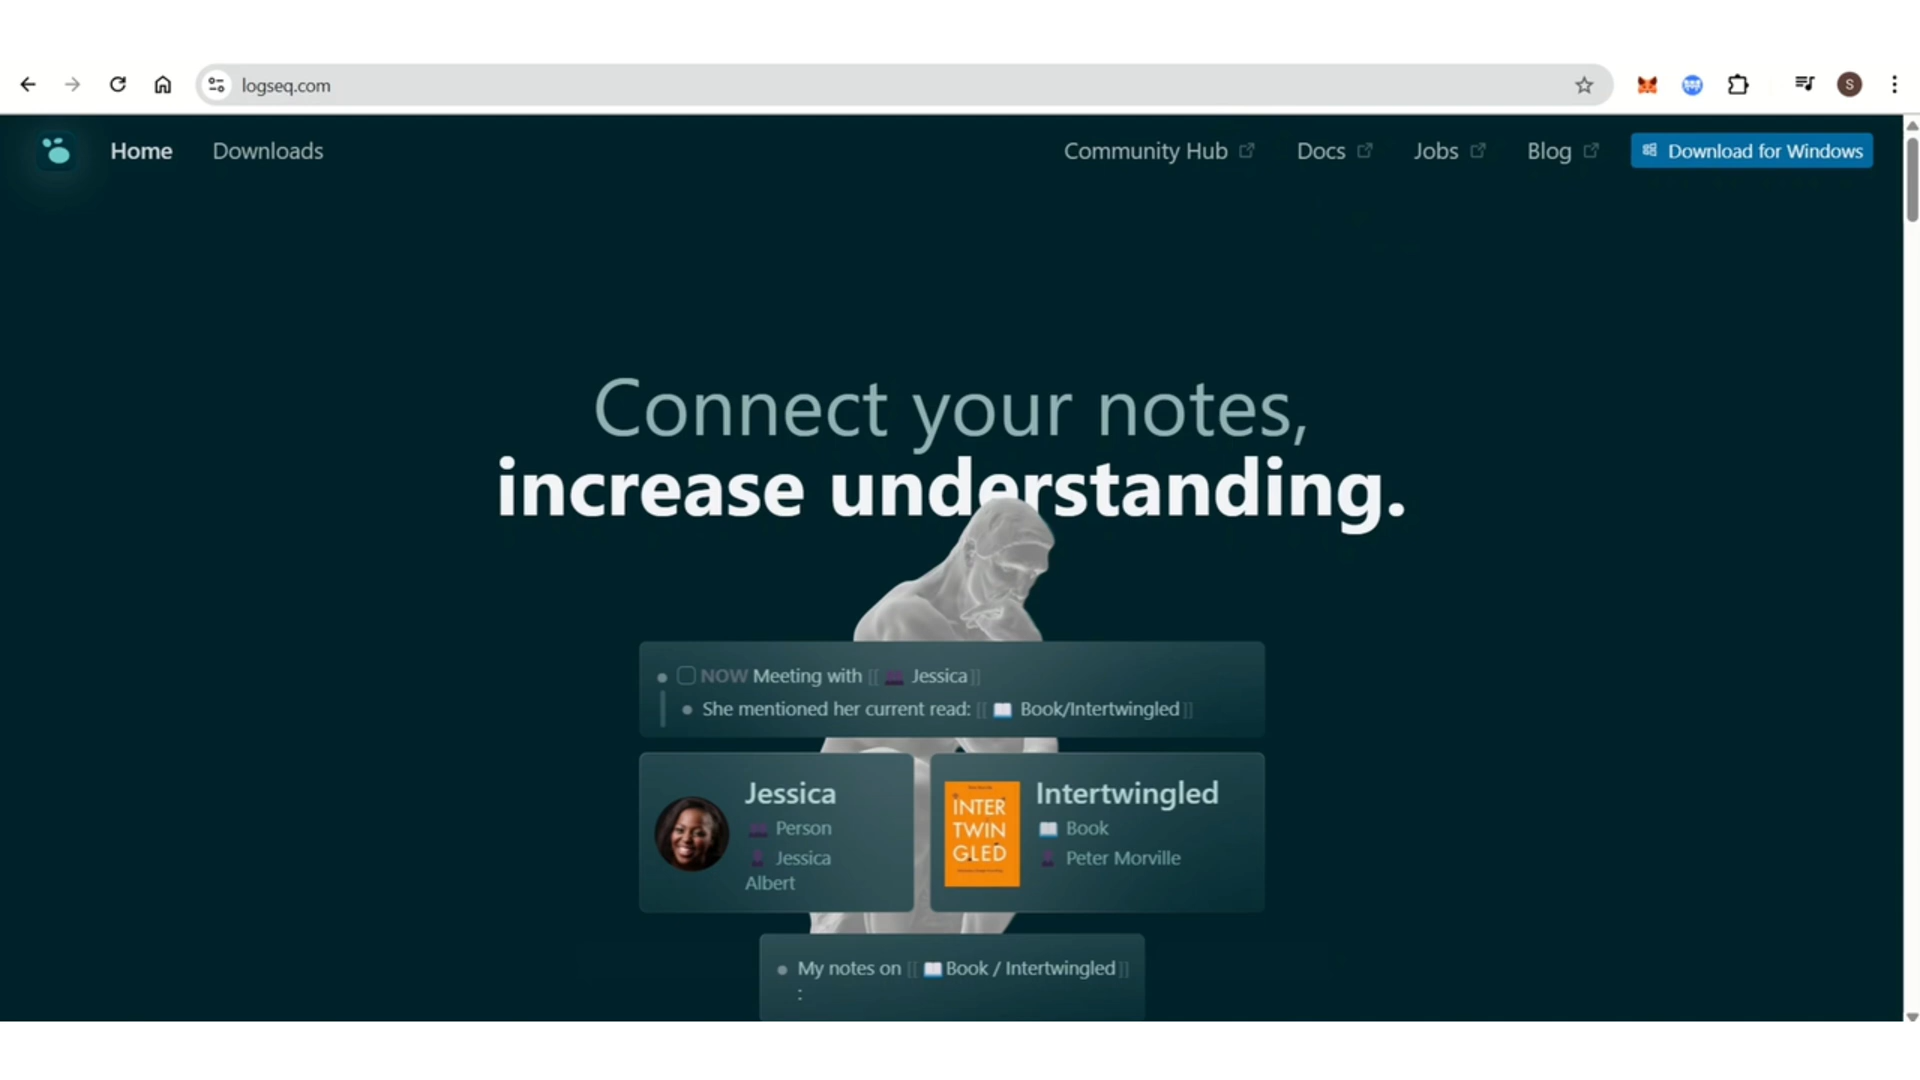 logseq.com
S
Home
Downloads
Community Hub
Docs
Jobs
Blog
Download for Windows
Connect your notes,
increase understanding.
NOW Meeting with [[ Jessica]]
She mentioned her current read: [[ Book/Intertwingled]]
Jessica
Person
Jessica
Albert
INTER
TWIN
GLED
Intertwingled
Book
Peter Morville
My notes on [[ Book / Intertwingled ]]
: